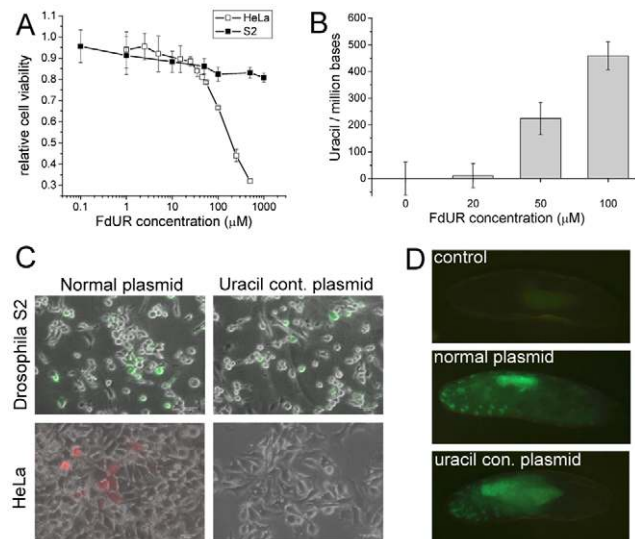 A
HeLa
S2
relative cell viability
1.1
1.0
0.9
0.8
0.7
0.6
0.5
0.4
0.3
0.1 1 10 100 1000
FdUR concentration (μM)
B
Uracil / million bases
600
500
400
300
200
100
0
0 20 50 100
FdUR concentration (μM)
C
Normal plasmid Uracil cont. plasmid
Drosophila S2
HeLa
D
control
normal plasmid
uracil con. plasmid